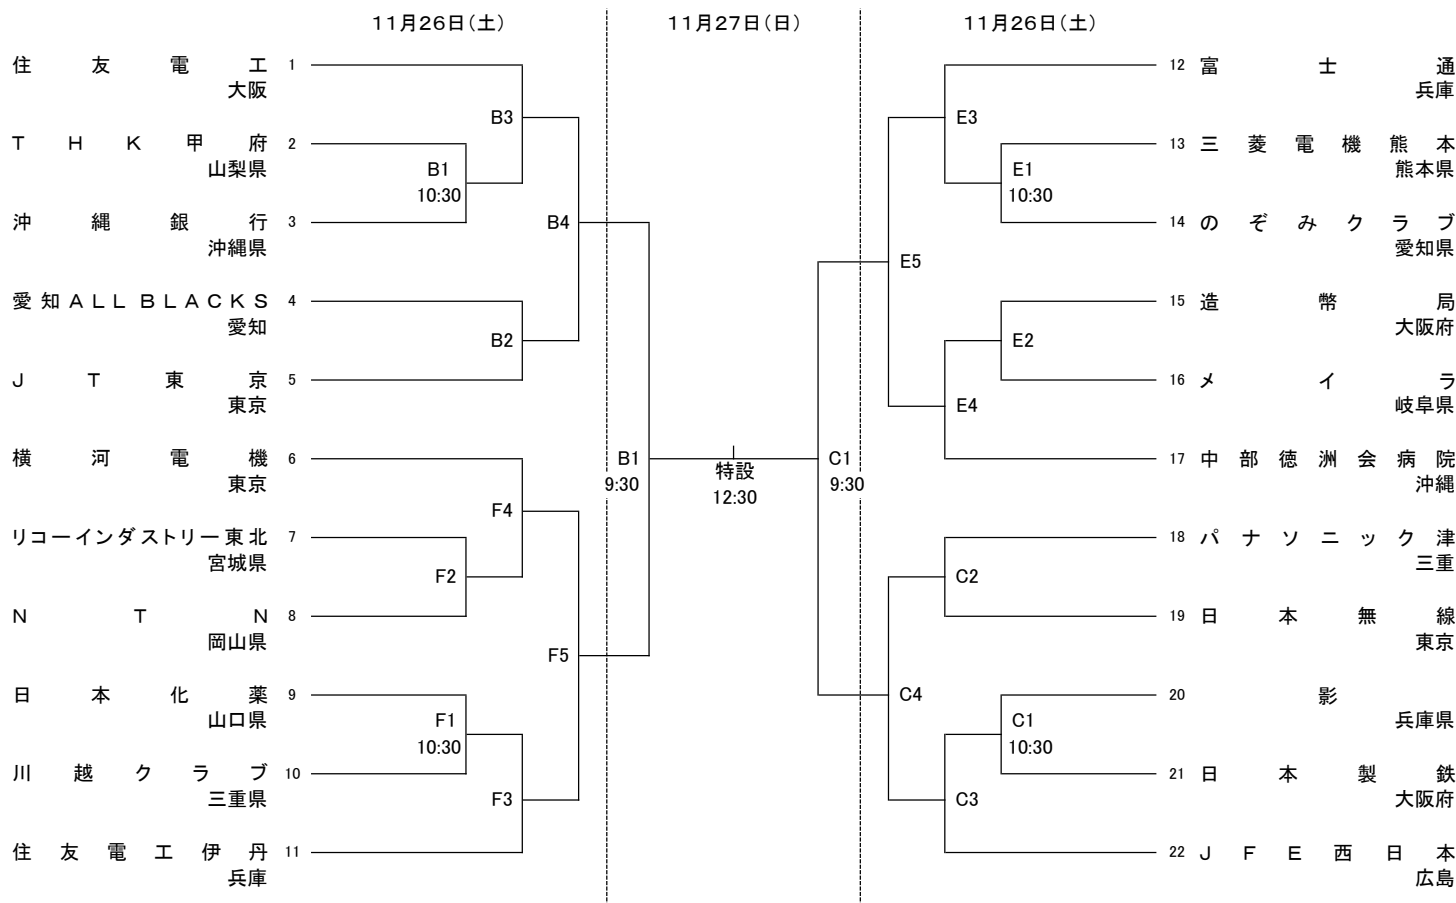 11月26日(土) 11月27日(日) 11月26日(土)
住友電工 1
大阪
B3
THK甲府 2
山梨県
B1
10:30
沖縄銀行 3
沖縄県
B4
愛知ALL BLACKS 4
愛知
B2
JT東京 5
東京
横河電機 6
東京
B1
9:30
F4
リコーインダストリー東北 7
宮城県
F2
NTN 8
岡山県
F5
日本化薬 9
山口県
F1
10:30
川越クラブ 10
三重県
F3
住友電工伊丹 11
兵庫
特設
12:30
12 富士通
兵庫
E3
13 三菱電機熊本
熊本県
E1
10:30
14 のぞみクラブ
愛知県
E5
15 造幣局
大阪府
E2
16 メイラ
岐阜県
E4
17 中部徳洲会病院
沖縄
C1
9:30
18 パナソニック津
三重
C2
19 日本無線
東京
C4
20 影
兵庫県
C1
10:30
21 日本製鉄
大阪府
C3
22 JFE西日本
広島